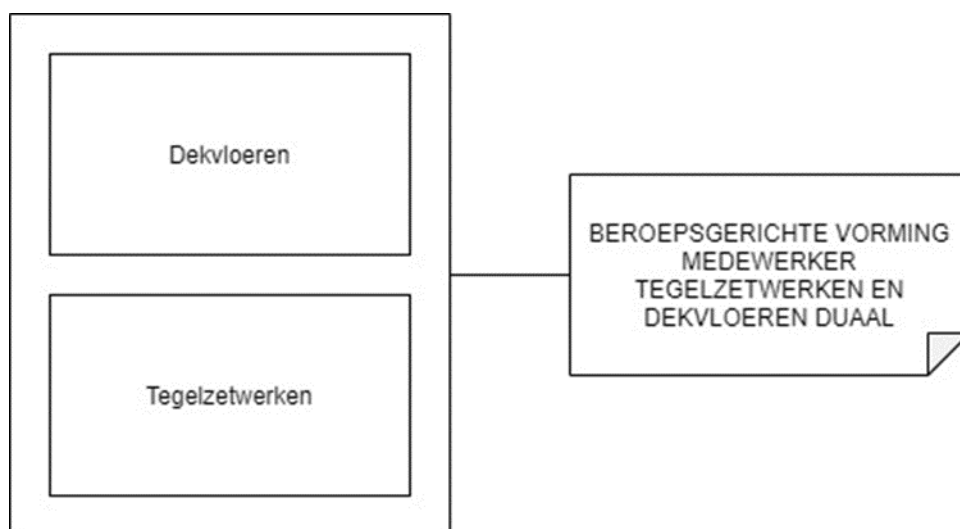 Dekvloeren
BEROEPSGERICHTE VORMING
MEDEWERKER
TEGELZETWERKEN EN
DEKVLOEREN DUAAL
Tegelzetwerken